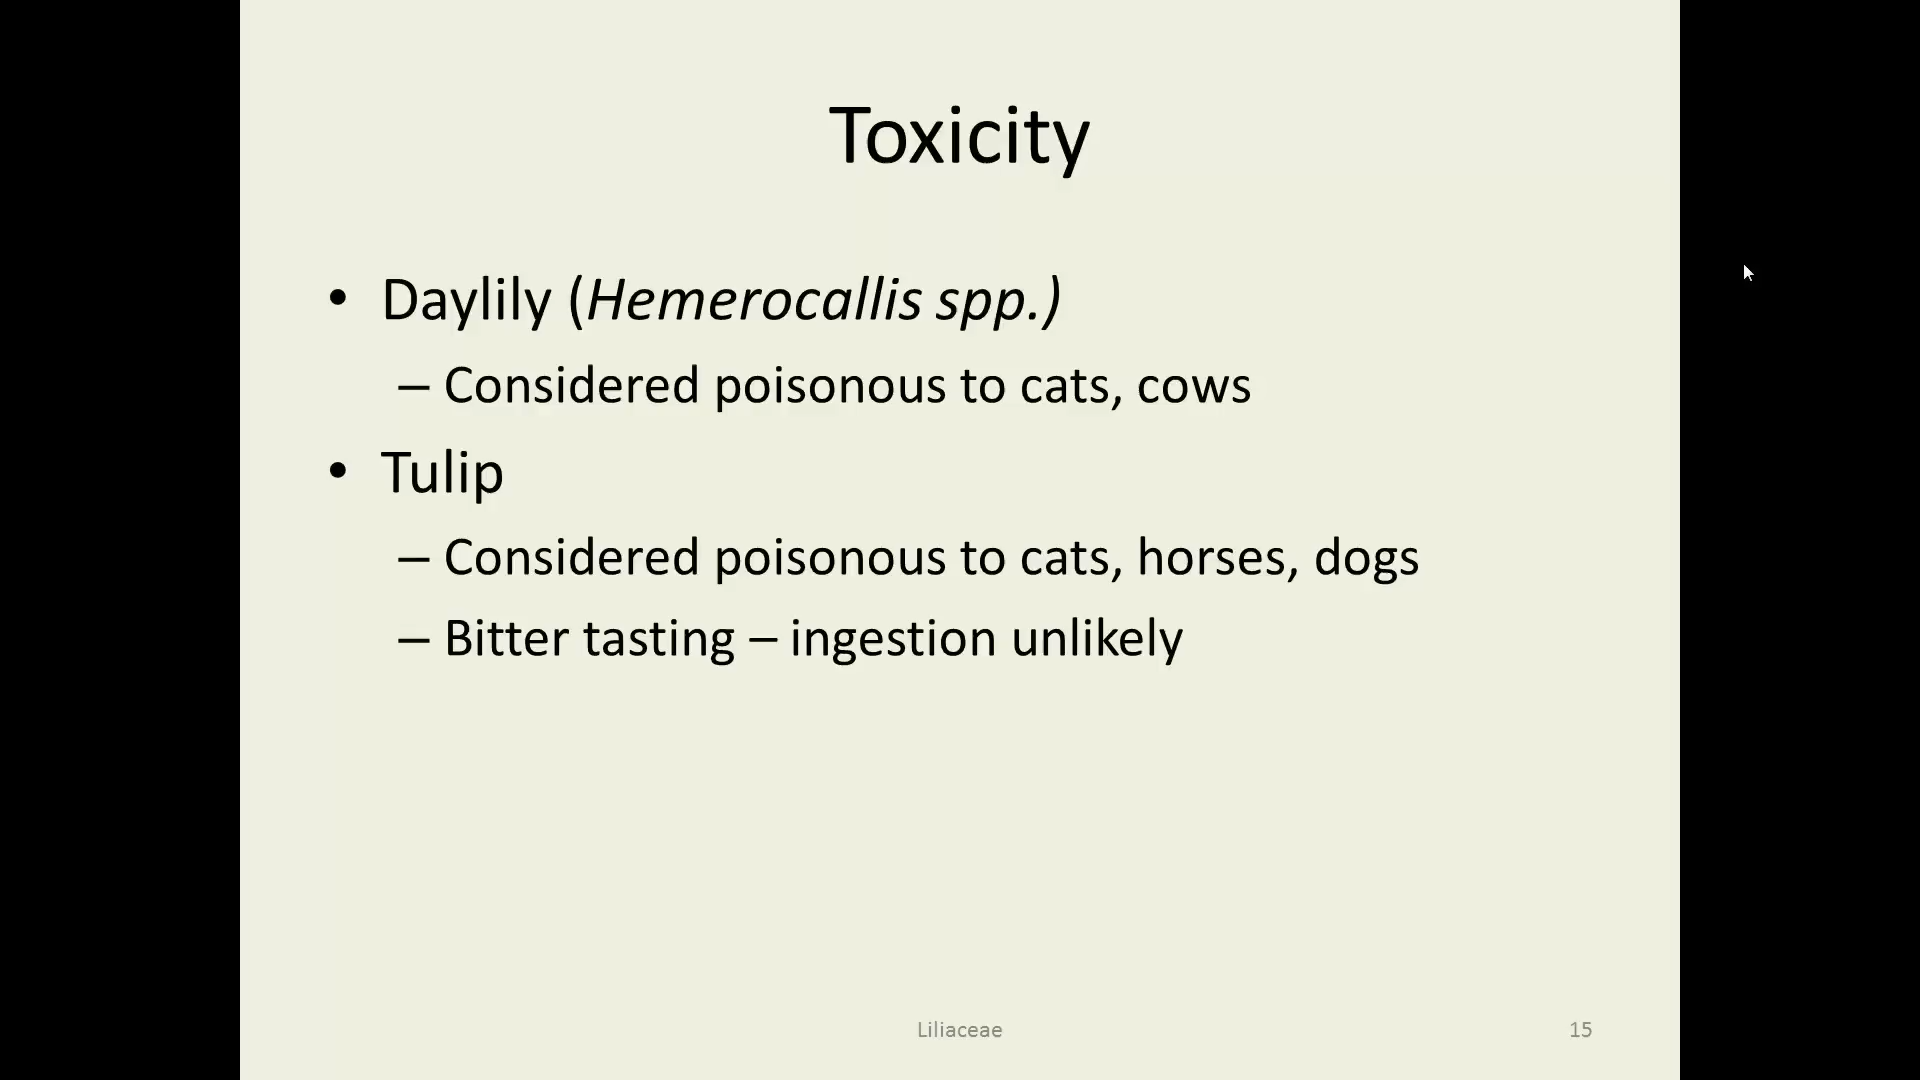 Toxicity
• Daylily (Hemerocallis spp.)
– Considered poisonous to cats, cows
• Tulip
– Considered poisonous to cats, horses, dogs
– Bitter tasting – ingestion unlikely
Liliaceae
15